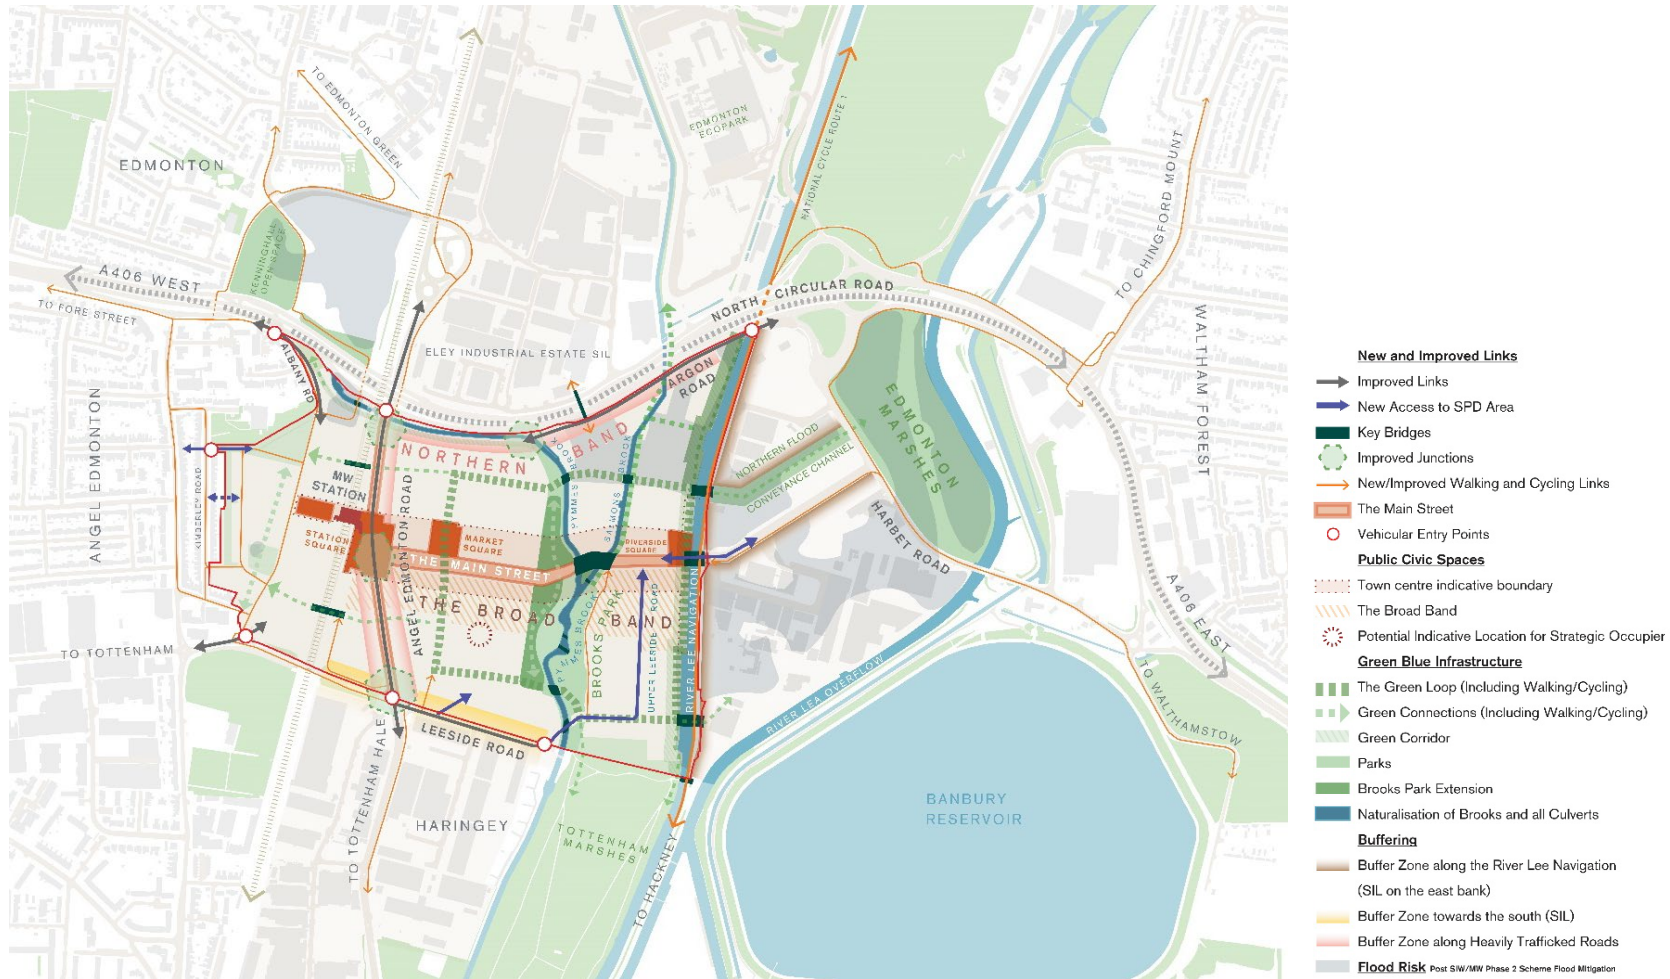 EDMONTON
TO EDMONTON GREEN
EDMONTON
ECOPARK
NATIONAL CYCLE ROUTE 1
TO CHINGFORD MOUNT
KENNINGHALL
OPEN SPACE
A406 WEST
TO FORE STREET
NORTH CIRCULAR ROAD
WALTHAM FOREST
ELEY INDUSTRIAL ESTATE SIL
ALBANY RD
ARGON
ROAD
ANGEL EDMONTON
EDMONTON
MARSHES
NORTHERN BAND
NORTHERN FLOOD
CONVEYANCE CHANNEL
MW
STATION
KIMBERLEY ROAD
ANGEL EDMONTON ROAD
PYMMES BROOK
SALMONS BROOK
STATION
SQUARE
MARKET
SQUARE
RIVERSIDE
SQUARE
HARBET ROAD
THE MAIN STREET
THE BROAD BAND
PYMMES BROOK
BROOKS PARK
UPPER LEESIDE ROAD
RIVER LEE NAVIGATION
A406 EAST
TO TOTTENHAM
RIVER LEA OVERFLOW
TO WALTHAMSTOW
LEESIDE ROAD
TO TOTTENHAM HALE
HARINGEY
TOTTENHAM
MARSHES
TO HACKNEY
BANBURY
RESERVOIR
New and Improved Links
Improved Links
New Access to SPD Area
Key Bridges
Improved Junctions
New/Improved Walking and Cycling Links
The Main Street
Vehicular Entry Points
Public Civic Spaces
Town centre indicative boundary
The Broad Band
Potential Indicative Location for Strategic Occupier
Green Blue Infrastructure
The Green Loop (Including Walking/Cycling)
Green Connections (Including Walking/Cycling)
Green Corridor
Parks
Brooks Park Extension
Naturalisation of Brooks and all Culverts
Buffering
Buffer Zone along the River Lee Navigation
(SIL on the east bank)
Buffer Zone towards the south (SIL)
Buffer Zone along Heavily Trafficked Roads
Flood Risk Post SIW/MW Phase 2 Scheme Flood Mitigation